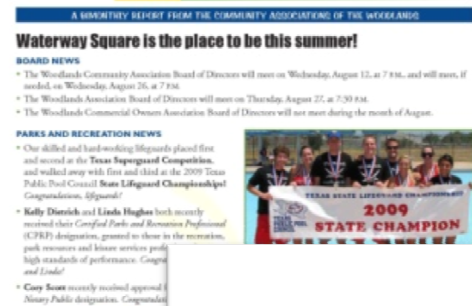 A BIMONTHLY REPORT FROM THE COMMUNITY ASSOCIATIONS OF THE WOODLANDS
Waterway Square is the place to be this summer!
BOARD NEWS
• The Woodlands Community Association Board of Directors will meet on Wednesday, August 12, at 7 P.M., and will meet, if
needed, on Wednesday, August 26, at 7 P.M.
• The Woodlands Association Board of Directors will meet on Thursday, August 27, at 7:30 P.M.
• The Woodlands Commercial Owners Association Board of Directors will not meet during the month of August.
PARKS AND RECREATION NEWS
• Our skilled and hard-working lifeguards placed first
and second at the Texas Superguard Competition,
and walked away with first and third at the 2009 Texas
Public Pool Council State Lifeguard Championships!
Congratulations, lifeguards!
• Kelly Dietrich and Linda Hughes both recently
received their Certified Parks and Recreation Professional
(CPRP) designation, granted to those in the recreation,
park resources and leisure services
high standards of performance.
and Linda!
• Cory Scott recently received approval
Notary Public designation.
TEXAS STATE LIFEGUARD CHAMPIONSHIP
2009
STATE CHAMPION